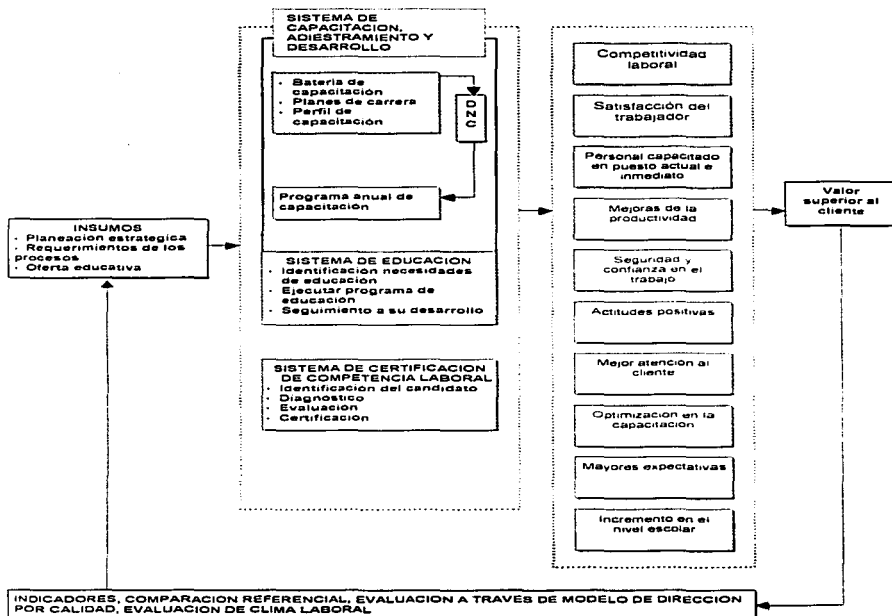 SISTEMA DE
CAPACITACION,
ADIESTRAMIENTO Y
DESARROLLO
· Batería de
capacitación
· Planes de carrera
· Perfil de
capacitación
DNC
Programa anual de
capacitación
INSUMOS
· Planeacion estrategica
· Requerimientos de los
procesos
· Oferta educativa
SISTEMA DE EDUCACION
· Identificación necesidades
de educación
· Ejecutar programa de
educación
· Seguimiento a su desarrollo
SISTEMA DE CERTIFICACION
DE COMPETENCIA LABORAL
· Identificación del candidato
· Diagnóstico
· Evaluación
· Certificación
Competitividad
laboral
Satisfacción del
trabajador
Personal capacitado
en puesto actual e
inmediato
Mejoras de la
productividad
Seguridad y
confianza en el
trabajo
Actitudes positivas
Mejor atención al
cliente
Optimización en la
capacitación
Mayores expectativas
Incremento en el
nivel escolar
Valor
superior al
cliente
INDICADORES, COMPARACION REFERENCIAL, EVALUACION A TRAVES DE MODELO DE DIRECCION
POR CALIDAD, EVALUACION DE CLIMA LABORAL